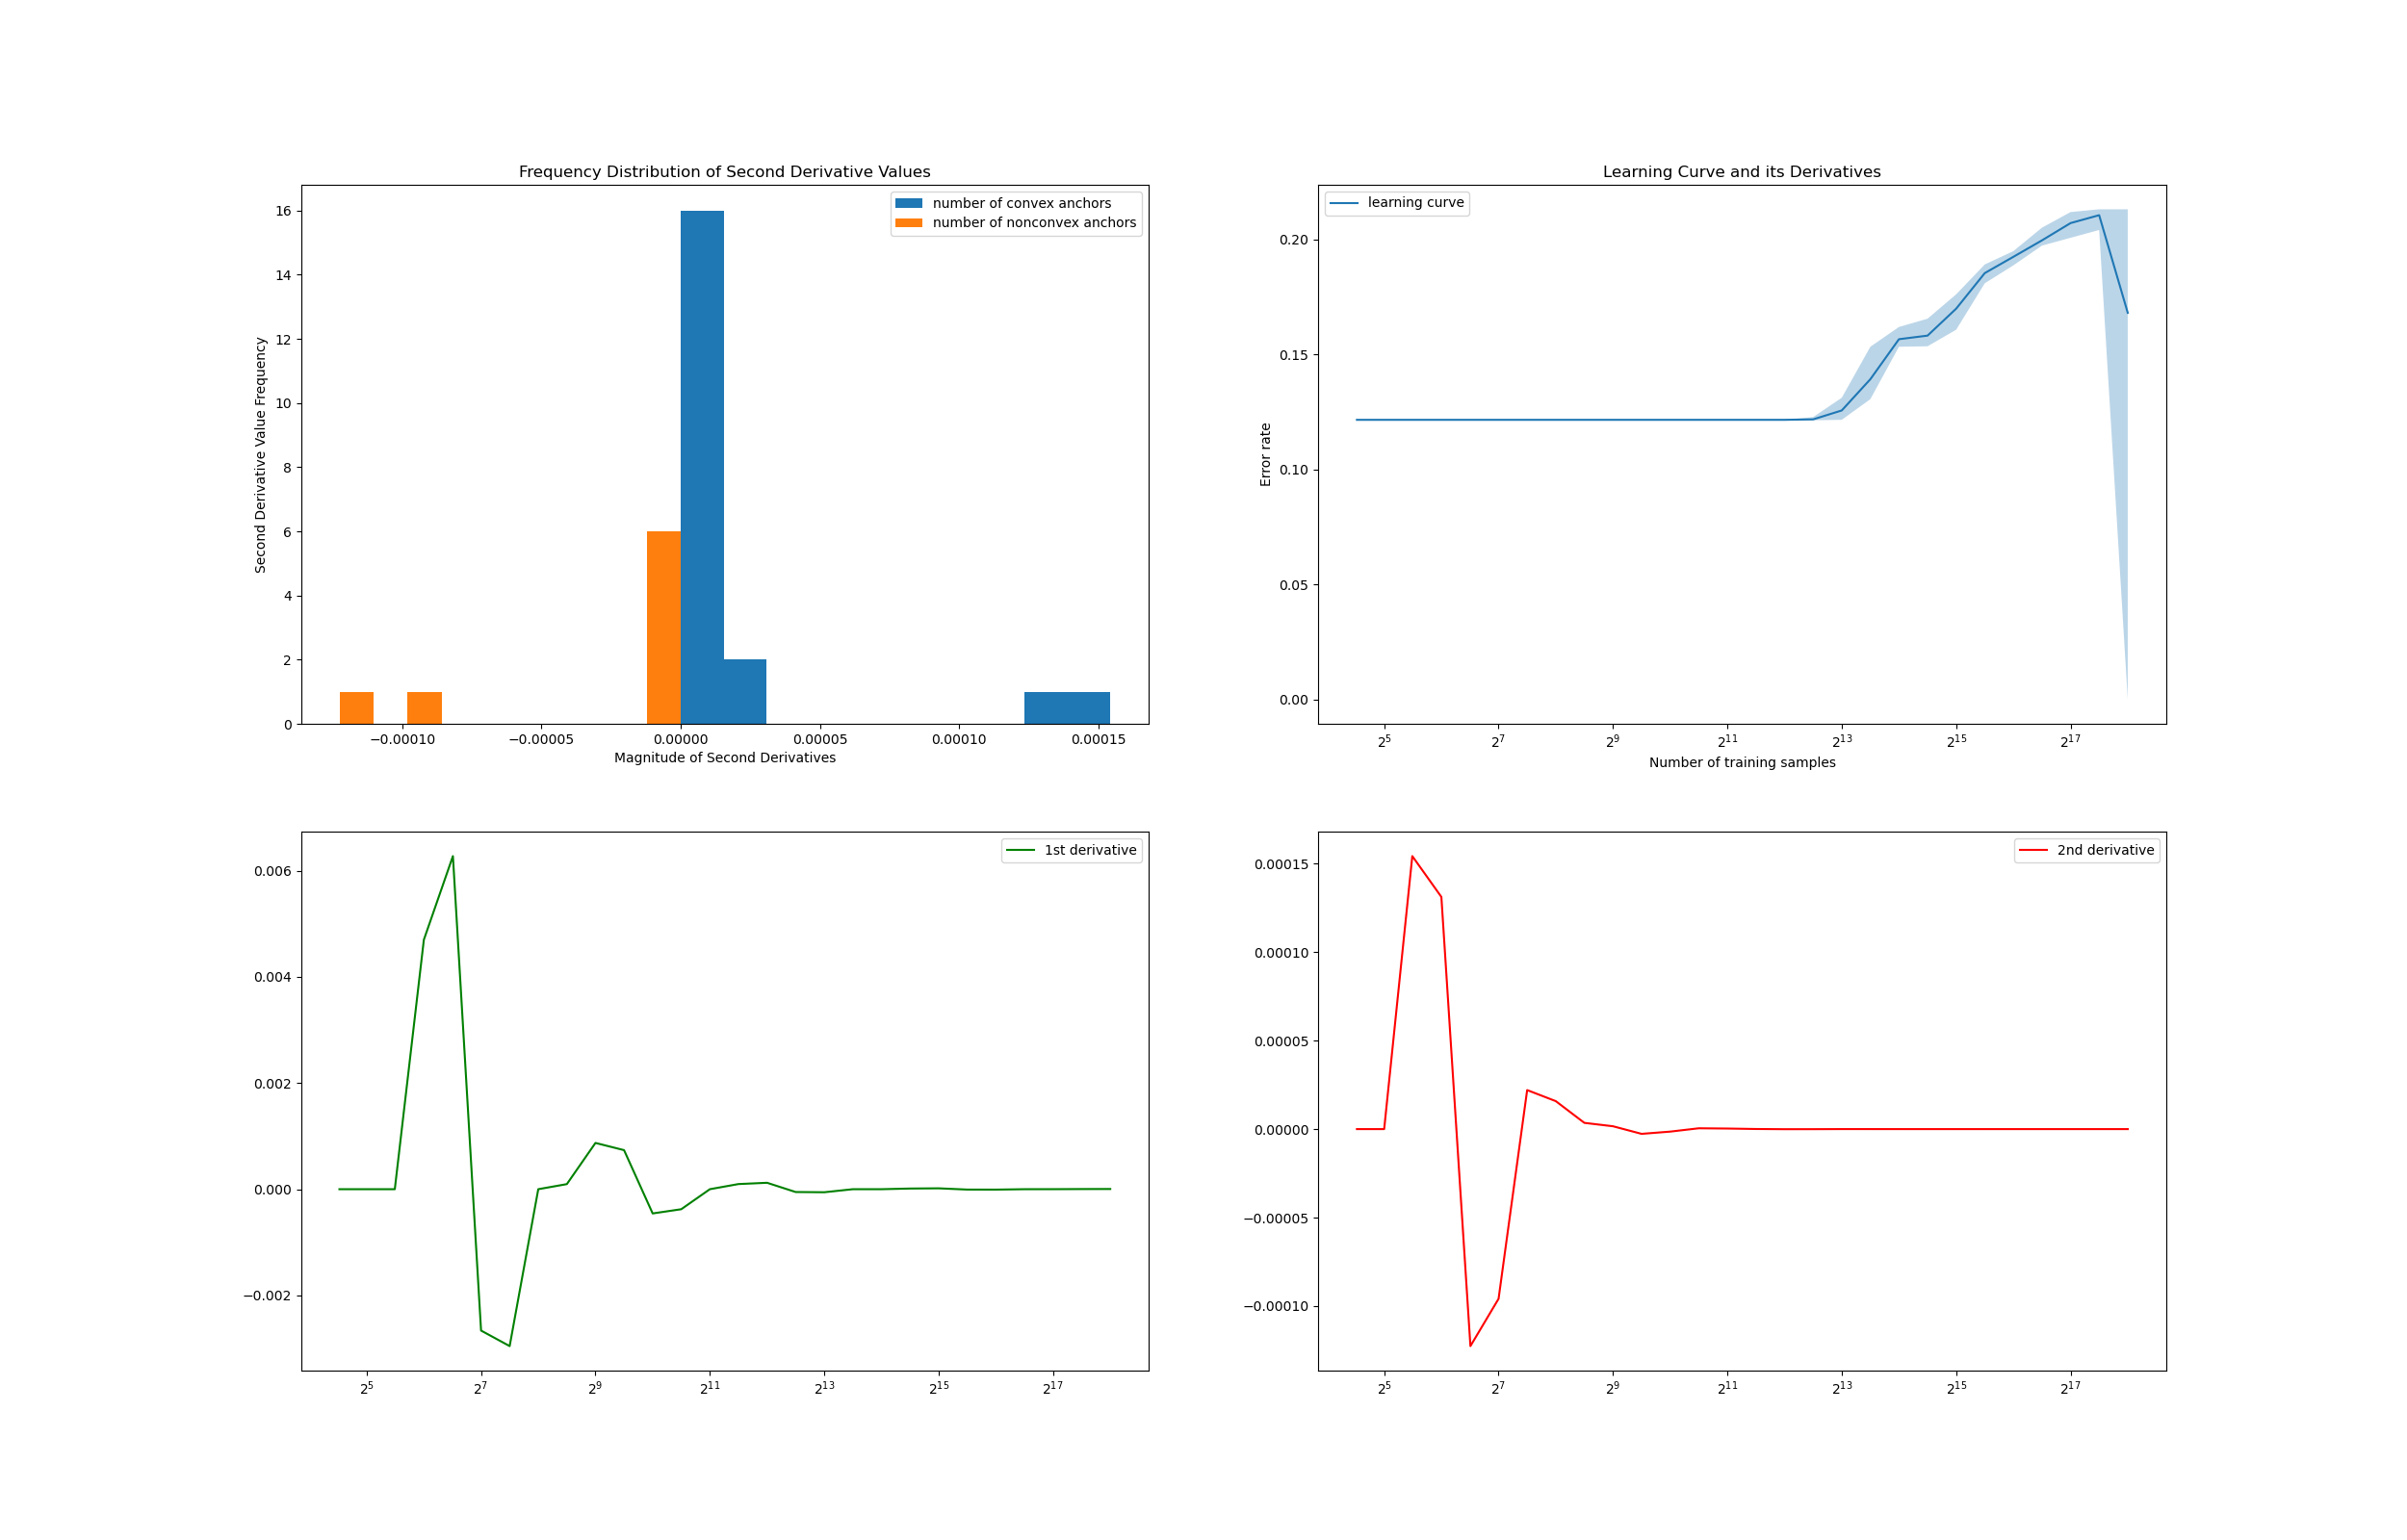 Frequency Distribution of Second Derivative Values
number of convex anchors
number of nonconvex anchors
16
14
12
10
8
6
4
2
0
Second Derivative Value Frequency
−0.00010 −0.00005 0.00000 0.00005 0.00010 0.00015
Magnitude of Second Derivatives
Learning Curve and its Derivatives
learning curve
0.20
0.15
0.10
0.05
0.00
Error rate
2^5 2^7 2^9 2^11 2^13 2^15 2^17
Number of training samples
1st derivative
0.006
0.004
0.002
0.000
−0.002
2^5 2^7 2^9 2^11 2^13 2^15 2^17
2nd derivative
0.00015
0.00010
0.00005
0.00000
−0.00005
−0.00010
2^5 2^7 2^9 2^11 2^13 2^15 2^17